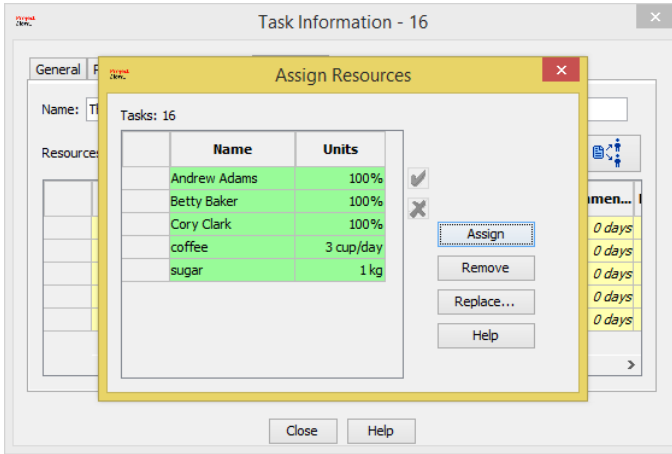 Task Information - 16
General
Name:
Resources
Assign Resources
Tasks: 16
Name Units
Andrew Adams 100%
Betty Baker 100%
Cory Clark 100%
coffee 3 cup/day
sugar 1 kg
Assign
Remove
Replace...
Help
men...
0 days
0 days
0 days
0 days
0 days
Close Help